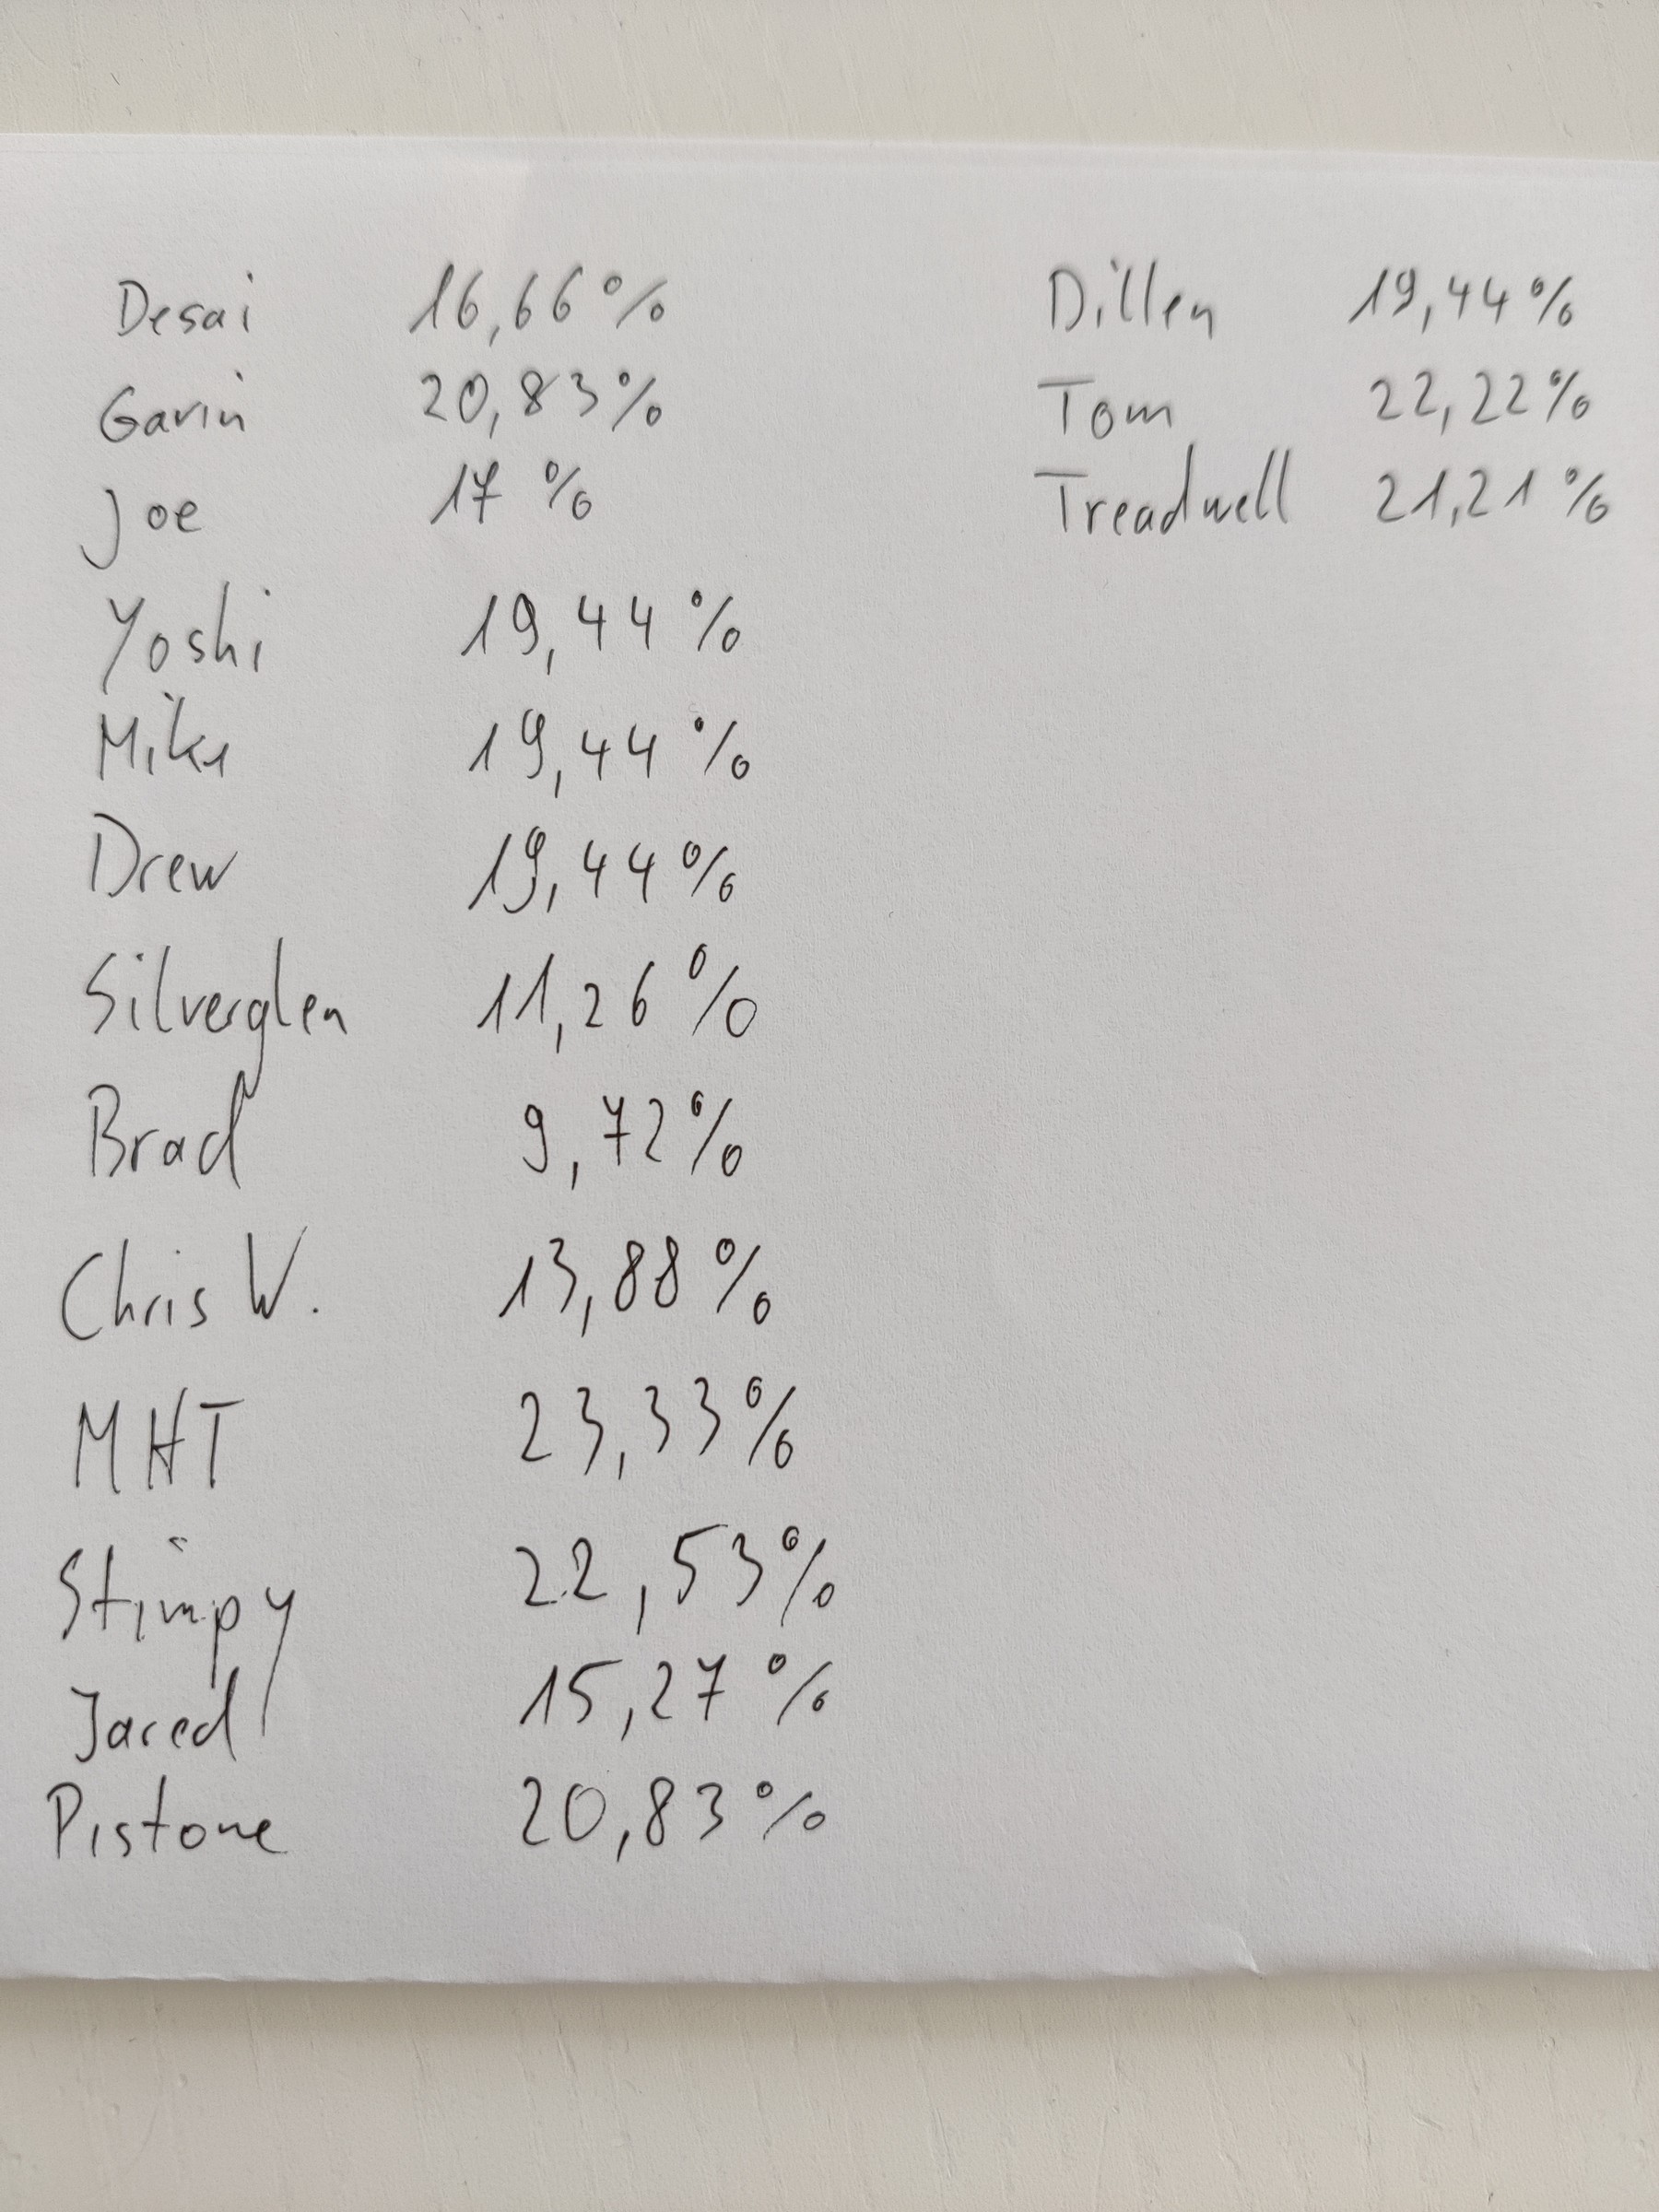 Desai 16,66%
Gavin 20,83%
Joe 17 %
Yoshi 19,44%
Mike 19,44%
Drew 19,44%
Silverglen 11,26%
Brad 9,72%
Chris W. 13,88%
MHT 23,33%
Stimpy 22,53%
Jared 15,27%
Pistone 20,83%
Dillen 19,44%
Tom 22,22%
Treadwell 21,21%